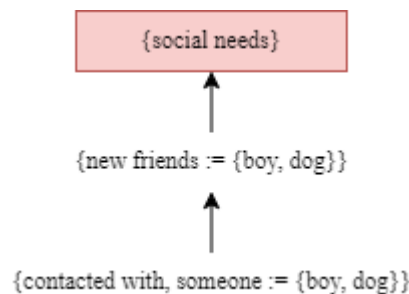 {social needs}
{new friends := {boy, dog}}
{contacted with, someone := {boy, dog}}